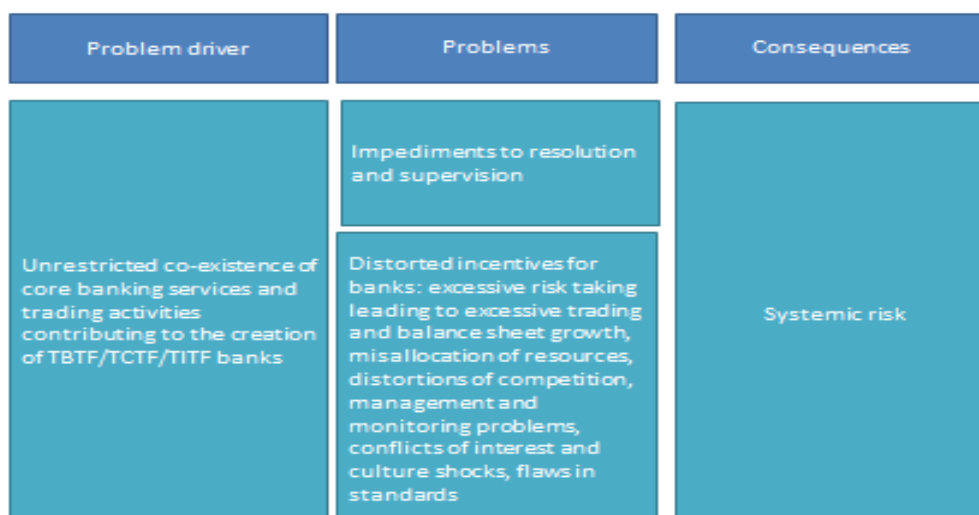 Problem driver
Problems
Consequences
Unrestricted co-existence of
core banking services and
trading activities
contributing to the creation
of TBTF/TCTF/TITF banks
Impediments to resolution
and supervision
Distorted incentives for
banks: excessive risk taking
leading to excessive trading
and balance sheet growth,
misallocation of resources,
distortions of competition,
management and
monitoring problems,
conflicts of interest and
culture shocks, flaws in
standards
Systemic risk